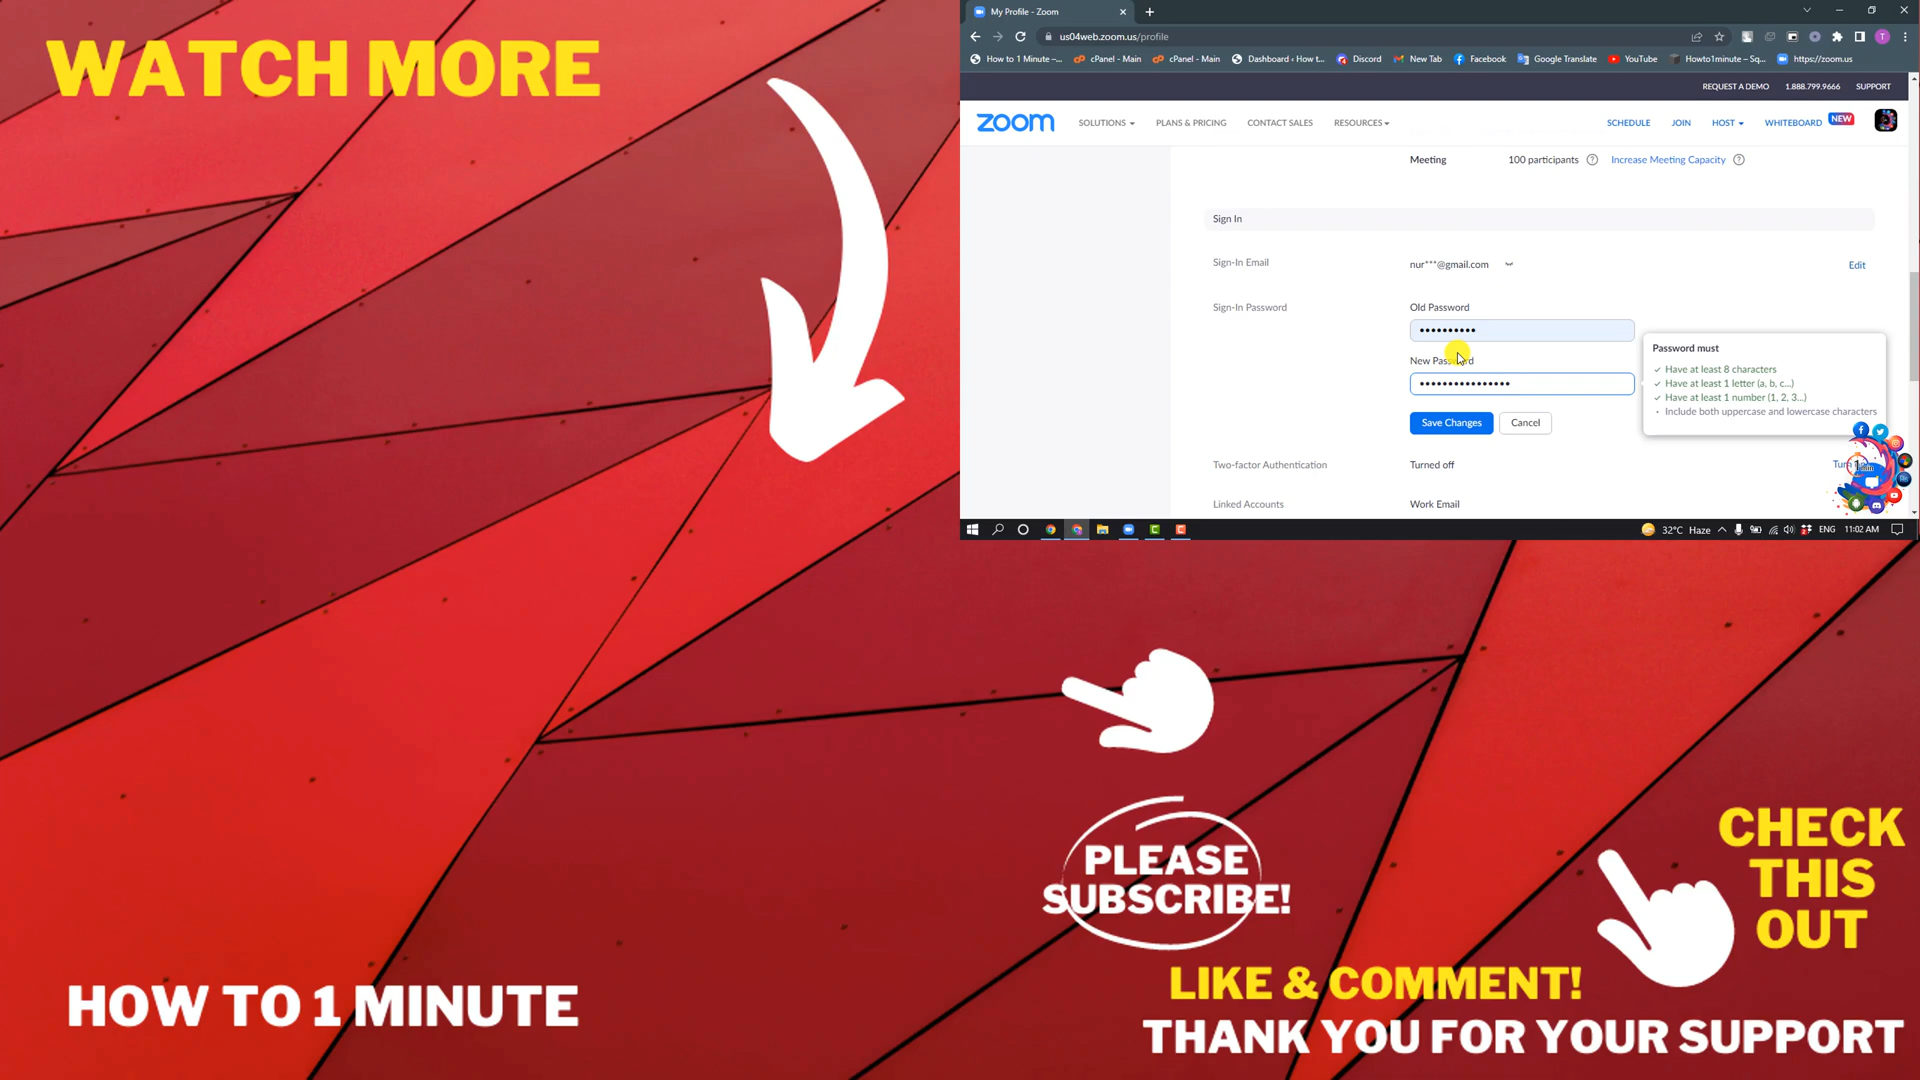 WATCH MORE
My Profile - Zoom
us04web.zoom.us/profile
How to 1 Minute –... cPanel - Main cPanel - Main Dashboard ‹ How t... Discord New Tab Facebook Google Translate YouTube Howto1minute – Sq... https://zoom.us
REQUEST A DEMO 1.888.799.9666 SUPPORT
zoom SOLUTIONS PLANS & PRICING CONTACT SALES RESOURCES SCHEDULE JOIN HOST WHITEBOARD NEW
Meeting 100 participants Increase Meeting Capacity
Sign In
Sign-In Email nur***@gmail.com Edit
Sign-In Password Old Password
••••••••••
New Password
••••••••••••••••
Password must
Have at least 8 characters
Have at least 1 letter (a, b, c...)
Have at least 1 number (1, 2, 3...)
Include both uppercase and lowercase characters
Save Changes Cancel
Two-factor Authentication Turned off
Linked Accounts Work Email
32°C Haze ENG 11:02 AM
PLEASE
SUBSCRIBE!
CHECK
THIS
OUT
HOW TO 1 MINUTE
LIKE & COMMENT!
THANK YOU FOR YOUR SUPPORT